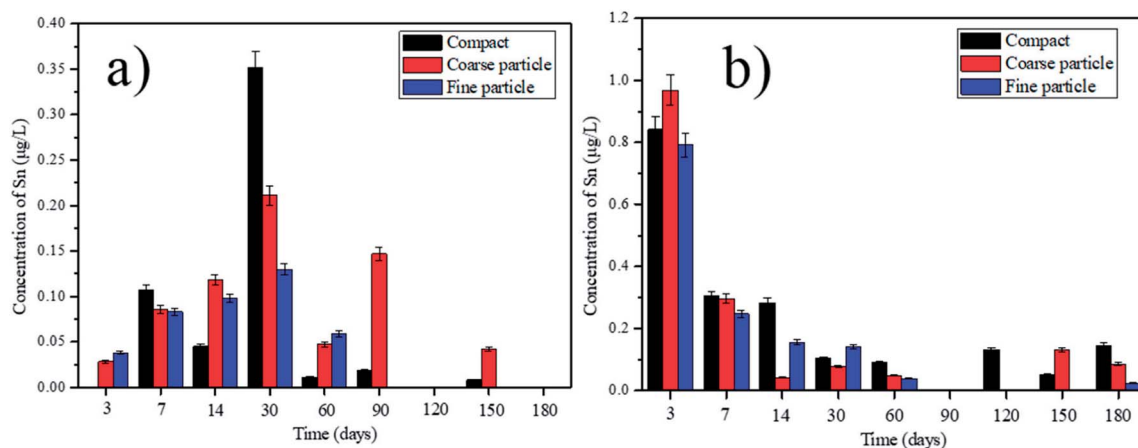 a)
Compact
Coarse particle
Fine particle
Concentration of Sn (µg/L)
0.40
0.35
0.30
0.25
0.20
0.15
0.10
0.05
0.00
3 7 14 30 60 90 120 150 180
Time (days)
b)
Compact
Coarse particle
Fine particle
Concentration of Sn (µg/L)
1.2
1.0
0.8
0.6
0.4
0.2
0.0
3 7 14 30 60 90 120 150 180
Time (days)